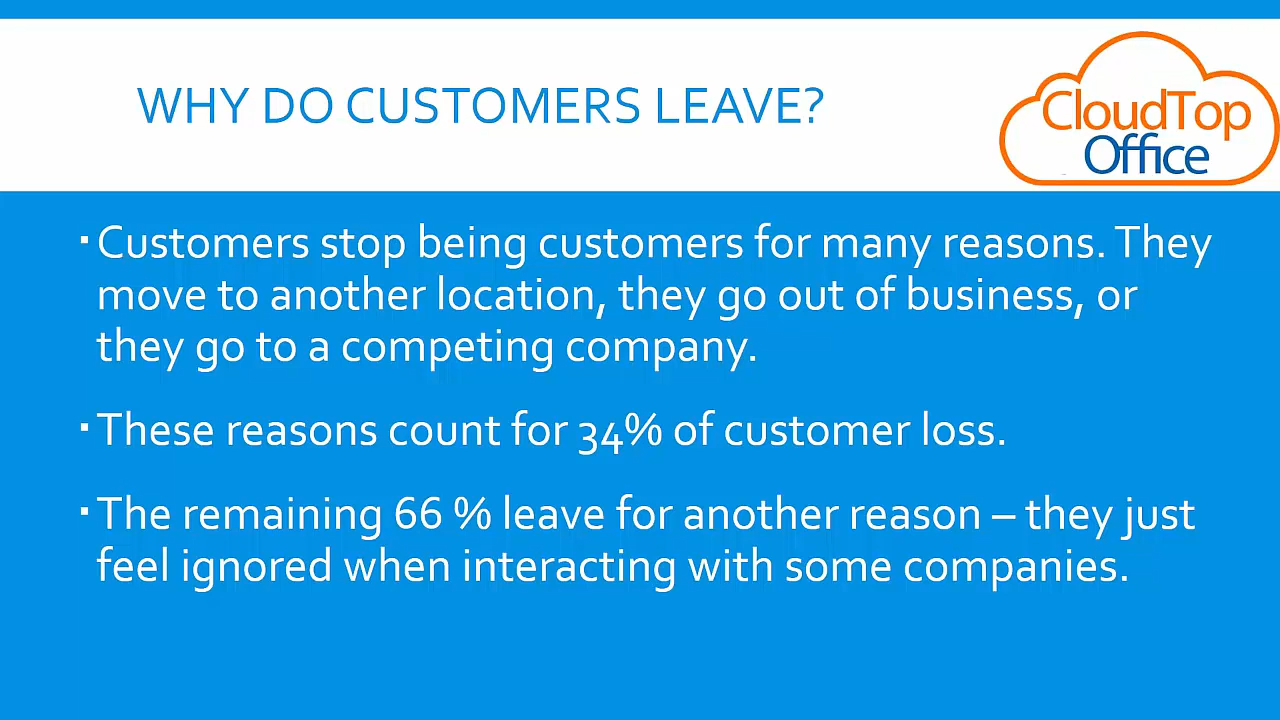 WHY DO CUSTOMERS LEAVE?
CloudTop
Office
▪ Customers stop being customers for many reasons. They
move to another location, they go out of business, or
they go to a competing company.
▪ These reasons count for 34% of customer loss.
▪ The remaining 66 % leave for another reason – they just
feel ignored when interacting with some companies.